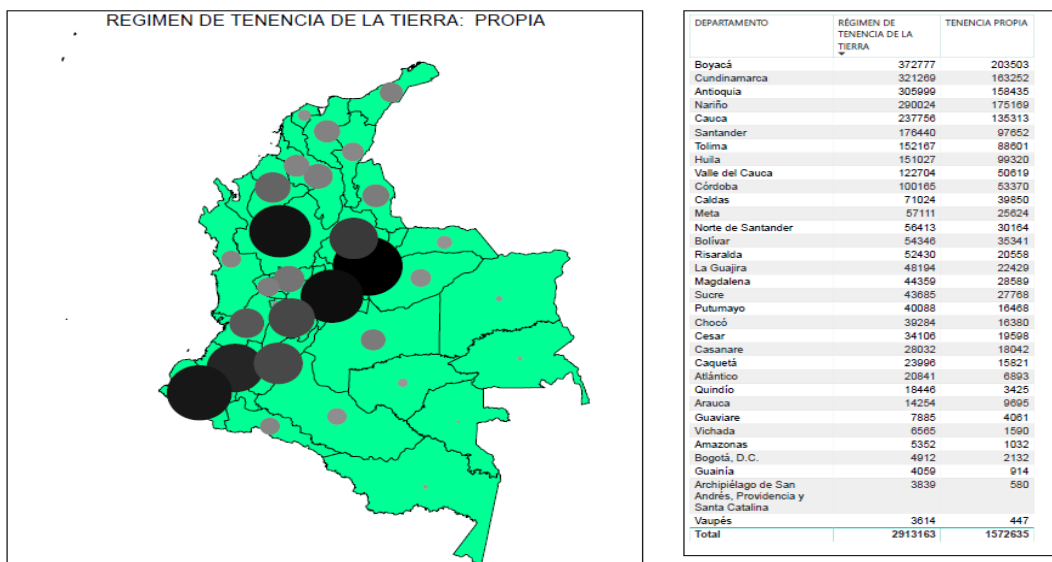 REGIMEN DE TENENCIA DE LA TIERRA: PROPIA
DEPARTAMENTO RÉGIMEN DE TENENCIA PROPIA
TENENCIA DE LA
TIERRA
Boyacá 372777 203503
Cundinamarca 321269 163252
Antioquia 305999 158435
Nariño 290024 175169
Cauca 237756 135313
Santander 176440 97652
Tolima 152167 88601
Huila 151027 99320
Valle del Cauca 122704 50619
Córdoba 100165 53370
Caldas 71024 39850
Meta 57111 25624
Norte de Santander 56413 30164
Bolívar 54346 35341
Risaralda 52430 20558
La Guajira 48194 22429
Magdalena 44359 28589
Sucre 43685 27768
Putumayo 40088 16468
Chocó 39284 16380
Cesar 34106 19598
Casanare 28032 18042
Caquetá 23996 15821
Atlántico 20841 6893
Quindío 18446 3425
Arauca 14254 9695
Guaviare 7885 4061
Vichada 6565 1590
Amazonas 5352 1032
Bogotá, D.C. 4912 2132
Guainía 4059 914
Archipiélago de San 3839 580
Andrés, Providencia y
Santa Catalina
Vaupés 3614 447
Total 2913163 1572635